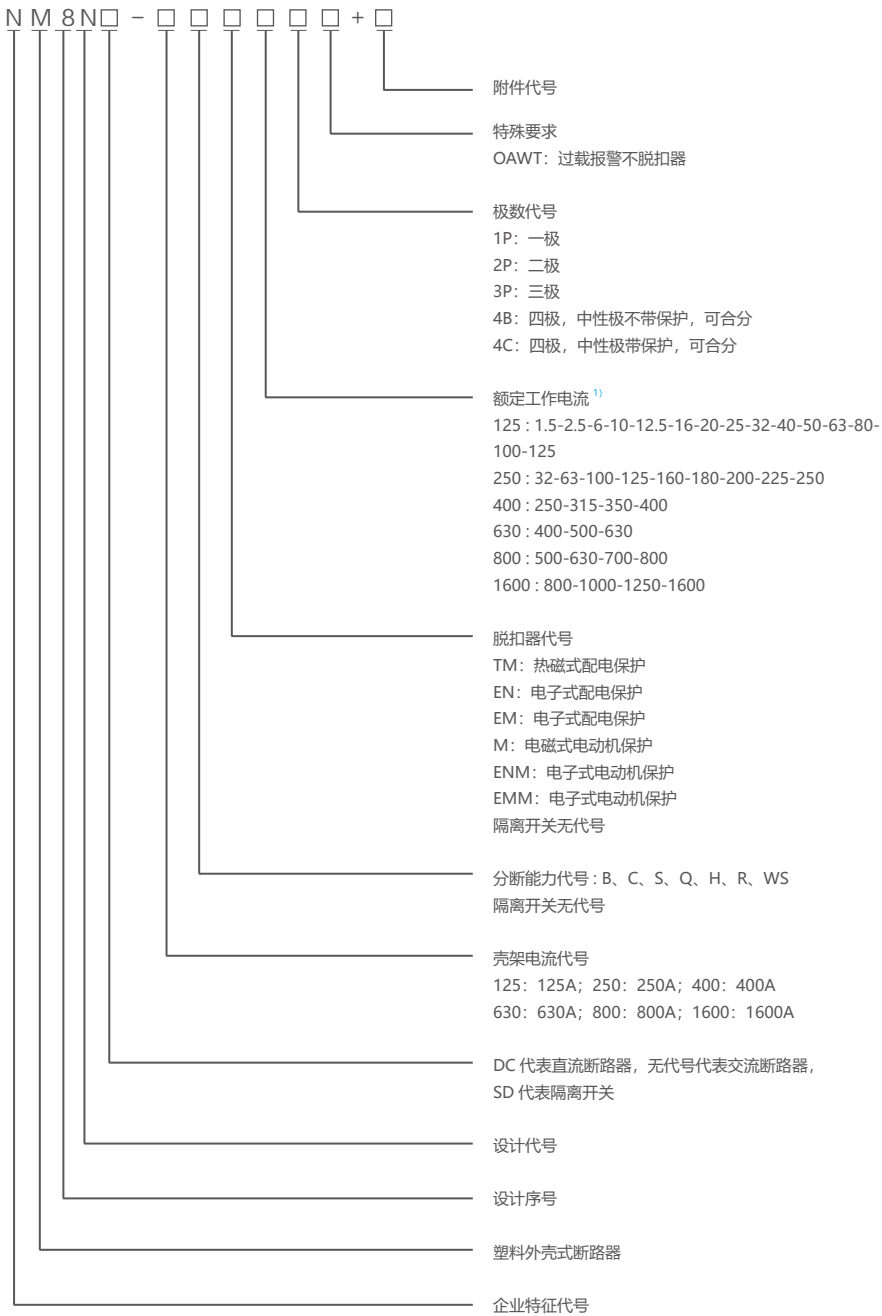 NM8N□-□□□□□□+□
附件代号
特殊要求
OAWT：过载报警不脱扣器
极数代号
1P：一极
2P：二极
3P：三极
4B：四极，中性极不带保护，可合分
4C：四极，中性极带保护，可合分
额定工作电流 1)
125 : 1.5-2.5-6-10-12.5-16-20-25-32-40-50-63-80-
100-125
250 : 32-63-100-125-160-180-200-225-250
400 : 250-315-350-400
630 : 400-500-630
800 : 500-630-700-800
1600 : 800-1000-1250-1600
脱扣器代号
TM：热磁式配电保护
EN：电子式配电保护
EM：电子式配电保护
M：电磁式电动机保护
ENM：电子式电动机保护
EMM：电子式电动机保护
隔离开关无代号
分断能力代号 : B、C、S、Q、H、R、WS
隔离开关无代号
壳架电流代号
125：125A；250：250A；400：400A
630：630A；800：800A；1600：1600A
DC 代表直流断路器，无代号代表交流断路器，
SD 代表隔离开关
设计代号
设计序号
塑料外壳式断路器
企业特征代号